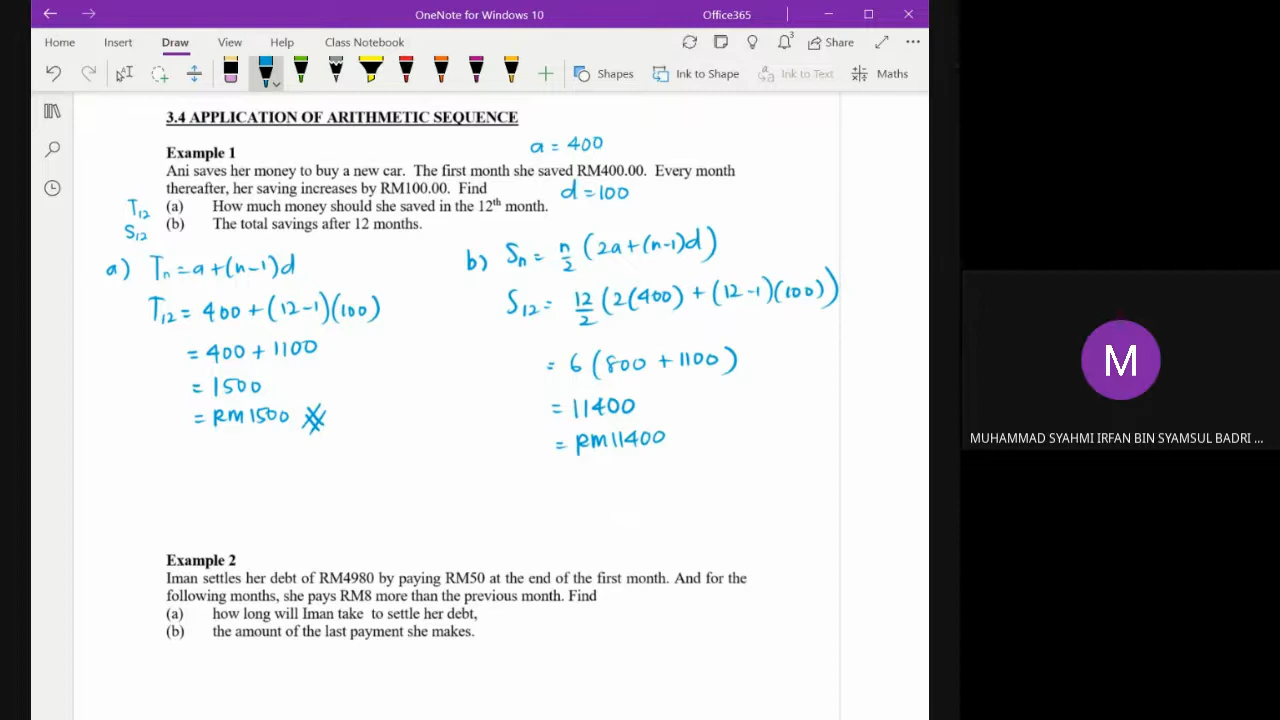 OneNote for Windows 10
Office365
Home Insert Draw View Help Class Notebook
3
Share
Shapes
Ink to Shape
Ink to Text
Maths
3.4 APPLICATION OF ARITHMETIC SEQUENCE
Example 1
a = 400
Ani saves her money to buy a new car. The first month she saved RM400.00. Every month
thereafter, her saving increases by RM100.00. Find
d = 100
T₁₂ (a) How much money should she saved in the 12th month.
S₁₂ (b) The total savings after 12 months.
a) Tₙ = a + (n-1)d
T₁₂ = 400 + (12-1)(100)
= 400 + 1100
= 1500
= RM1500
b) Sₙ = n/2 (2a + (n-1)d)
S₁₂ = 12/2 (2(400) + (12-1)(100))
= 6 (800 + 1100)
= 11400
= RM11400
Example 2
Iman settles her debt of RM4980 by paying RM50 at the end of the first month. And for the
following months, she pays RM8 more than the previous month. Find
(a) how long will Iman take to settle her debt,
(b) the amount of the last payment she makes.
M
MUHAMMAD SYAHMI IRFAN BIN SYAMSUL BADRI ...